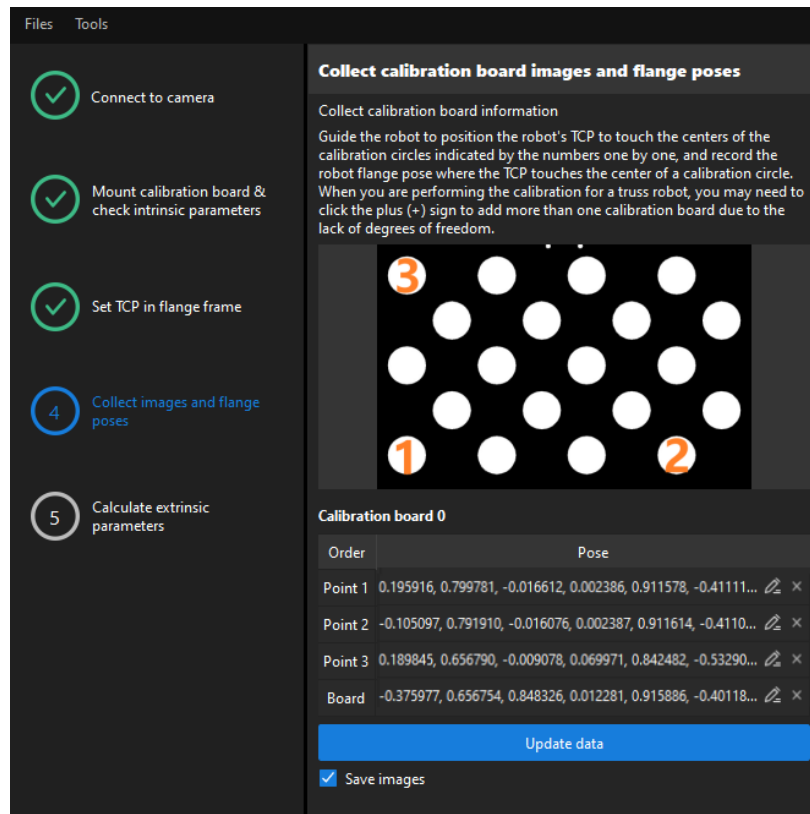 Files Tools
Connect to camera
Mount calibration board &
check intrinsic parameters
Set TCP in flange frame
4
Collect images and flange
poses
5
Calculate extrinsic
parameters
Collect calibration board images and flange poses
Collect calibration board information
Guide the robot to position the robot's TCP to touch the centers of the
calibration circles indicated by the numbers one by one, and record the
robot flange pose where the TCP touches the center of a calibration circle.
When you are performing the calibration for a truss robot, you may need to
click the plus (+) sign to add more than one calibration board due to the
lack of degrees of freedom.
3
1 2
Calibration board 0
Order Pose
Point 1 0.195916, 0.799781, -0.016612, 0.002386, 0.911578, -0.41111...
Point 2 -0.105097, 0.791910, -0.016076, 0.002387, 0.911614, -0.4110...
Point 3 0.189845, 0.656790, -0.009078, 0.069971, 0.842482, -0.53290...
Board -0.375977, 0.656754, 0.848326, 0.012281, 0.915886, -0.40118...
Update data
Save images